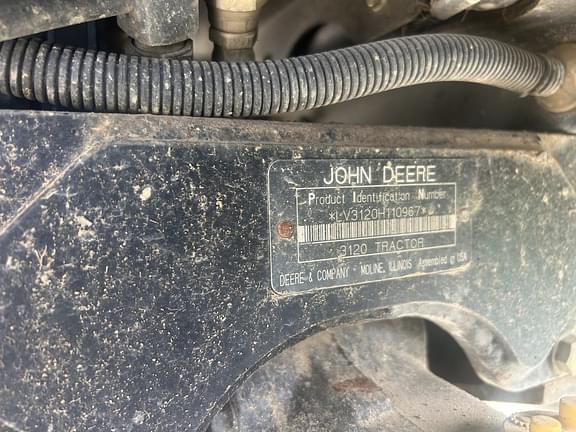 JOHN DEERE
Product Identification Number
*LV3120H110967*
3120 TRACTOR
DEERE & COMPANY MOLINE, ILLINOIS Assembled in USA